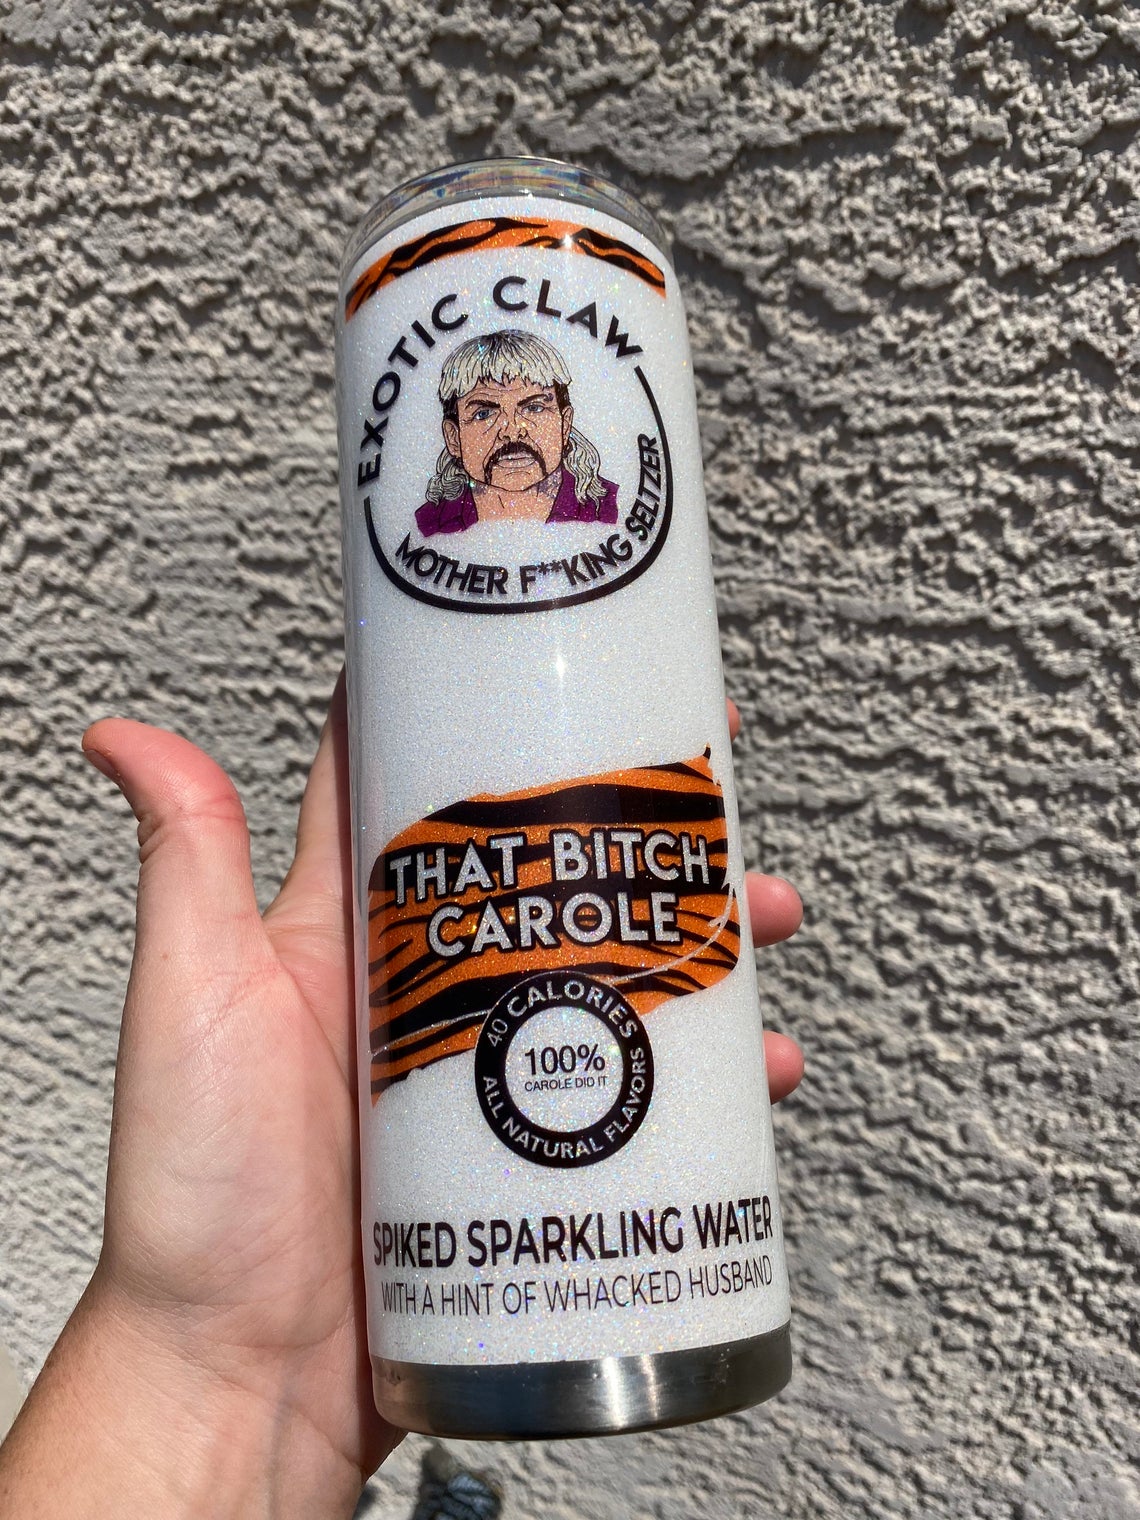 EXOTIC CLAW
MOTHER F**KING SELTZER
THAT BITCH
CAROLE
40 CALORIES
100%
CAROLE DID IT
ALL NATURAL FLAVORS
SPIKED SPARKLING WATER
WITH A HINT OF WHACKED HUSBAND